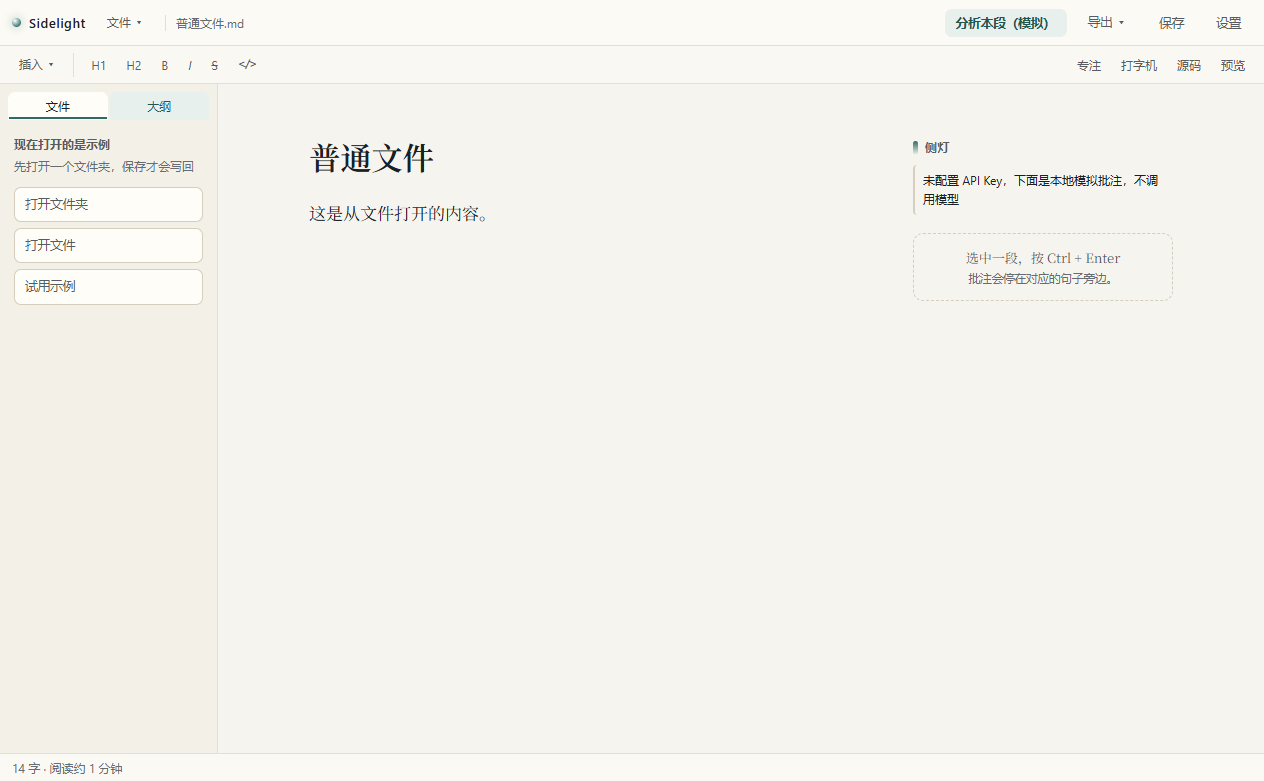 Sidelight 文件 普通文件.md 分析本段（模拟） 导出 保存 设置
插入 H1 H2 B I S </> 专注 打字机 源码 预览
文件 大纲
现在打开的是示例
先打开一个文件夹，保存才会写回
打开文件夹
打开文件
试用示例
普通文件
这是从文件打开的内容。
侧灯
未配置 API Key，下面是本地模拟批注，不调
用模型
选中一段，按 Ctrl + Enter
批注会停在对应的句子旁边。
14 字 · 阅读约 1 分钟